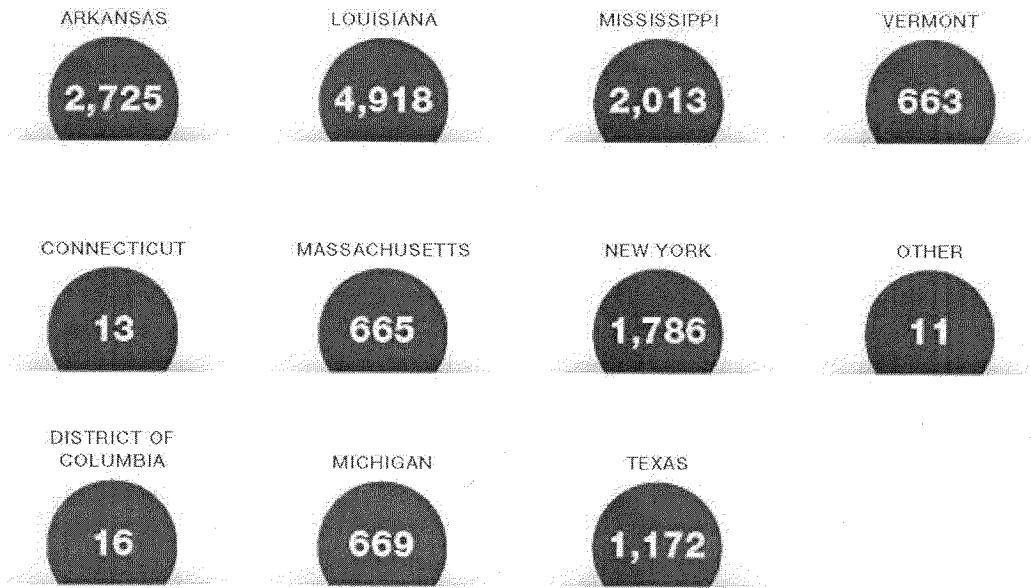 ARKANSAS
2,725
LOUISIANA
4,918
MISSISSIPPI
2,013
VERMONT
663
CONNECTICUT
13
MASSACHUSETTS
665
NEW YORK
1,786
OTHER
11
DISTRICT OF
COLUMBIA
16
MICHIGAN
669
TEXAS
1,172